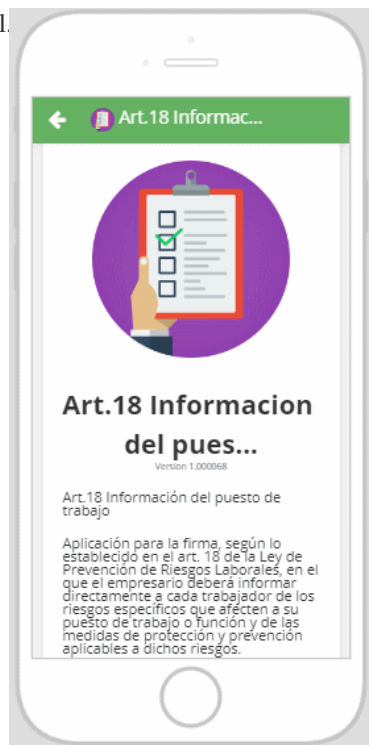 l.
Art.18 Informac...
Art.18 Informacion
del pues...
Version 1.000068
Art.18 Información del puesto de
trabajo
Aplicación para la firma, según lo
establecido en el art. 18 de la Ley de
Prevención de Riesgos Laborales, en el
que el empresario deberá informar
directamente a cada trabajador de los
riesgos específicos que afecten a su
puesto de trabajo o función y de las
medidas de protección y prevención
aplicables a dichos riesgos.